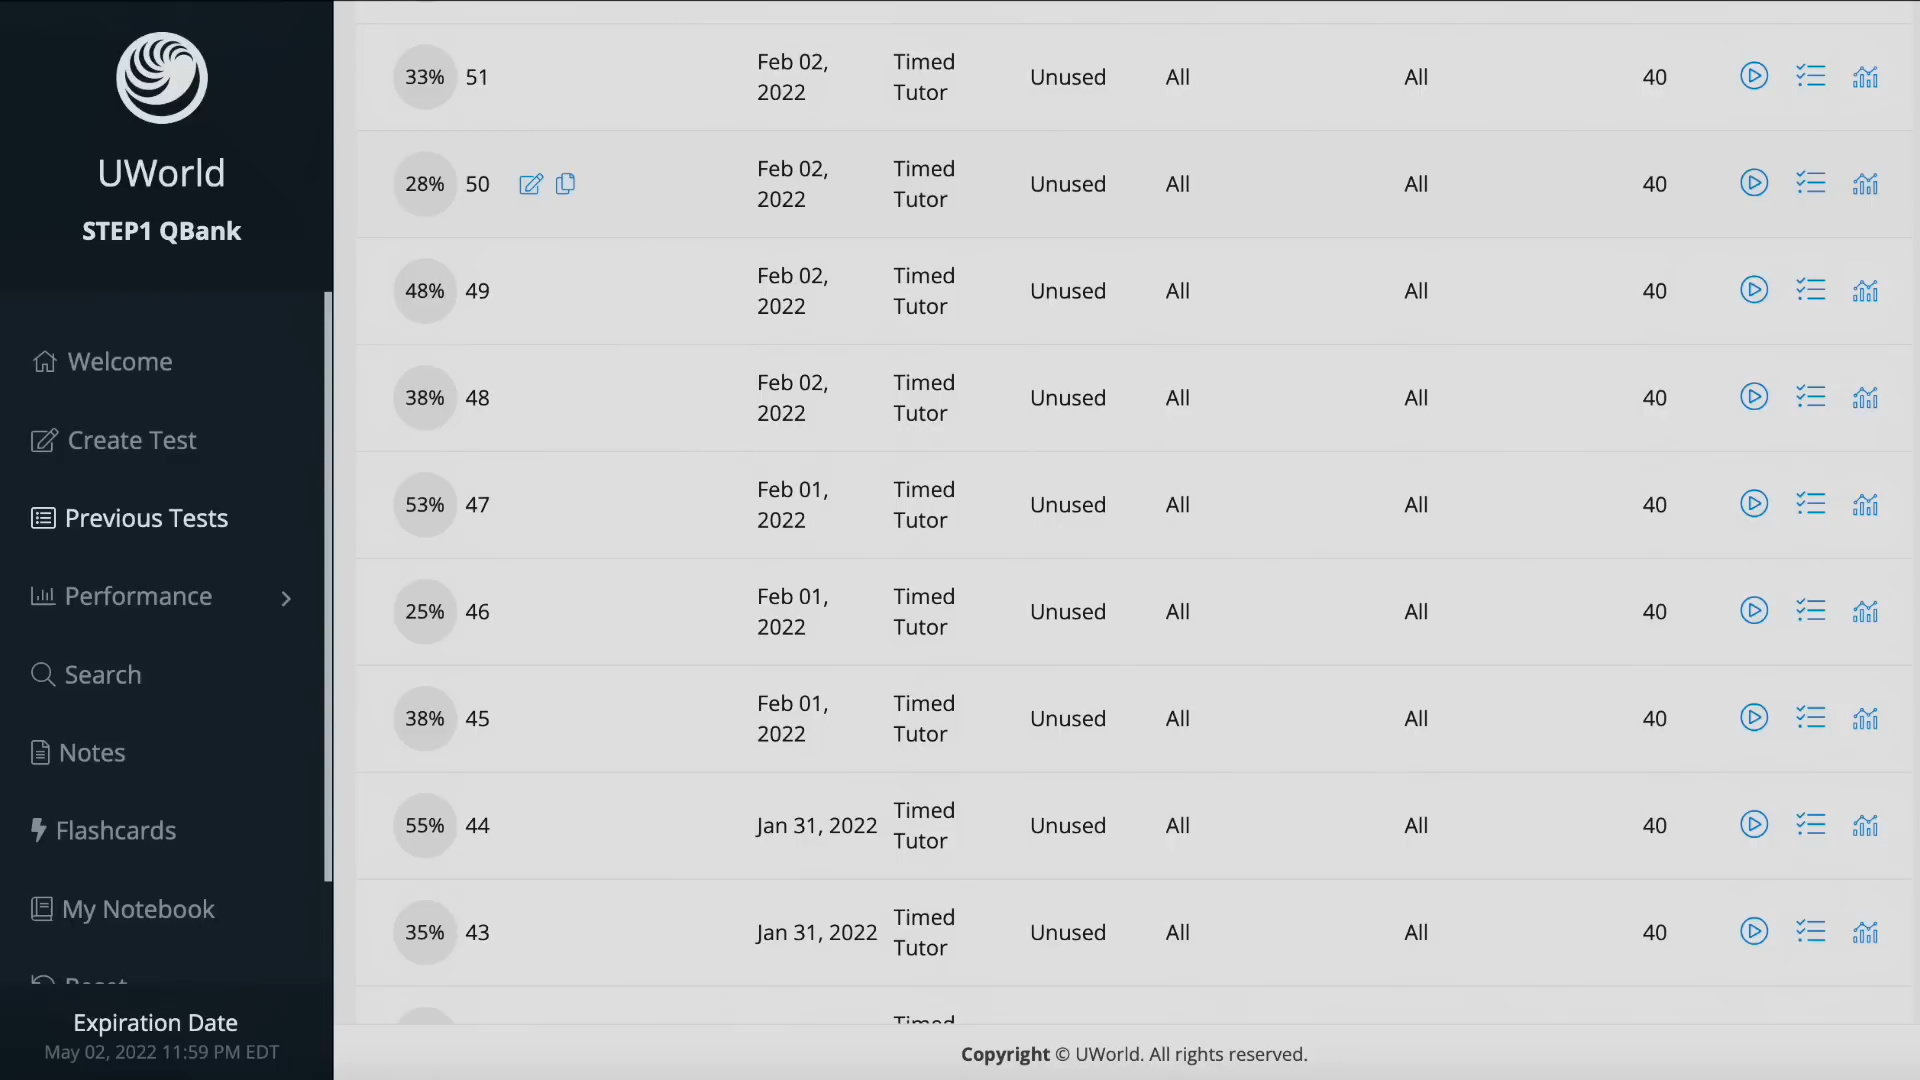 UWorld
STEP1 QBank
Welcome
Create Test
Previous Tests
Performance
Search
Notes
Flashcards
My Notebook
Reset
Expiration Date
May 02, 2022 11:59 PM EDT
33% 51 Feb 02, 2022 Timed Tutor Unused All All 40
28% 50 Feb 02, 2022 Timed Tutor Unused All All 40
48% 49 Feb 02, 2022 Timed Tutor Unused All All 40
38% 48 Feb 02, 2022 Timed Tutor Unused All All 40
53% 47 Feb 01, 2022 Timed Tutor Unused All All 40
25% 46 Feb 01, 2022 Timed Tutor Unused All All 40
38% 45 Feb 01, 2022 Timed Tutor Unused All All 40
55% 44 Jan 31, 2022 Timed Tutor Unused All All 40
35% 43 Jan 31, 2022 Timed Tutor Unused All All 40
Timed
Copyright © UWorld. All rights reserved.